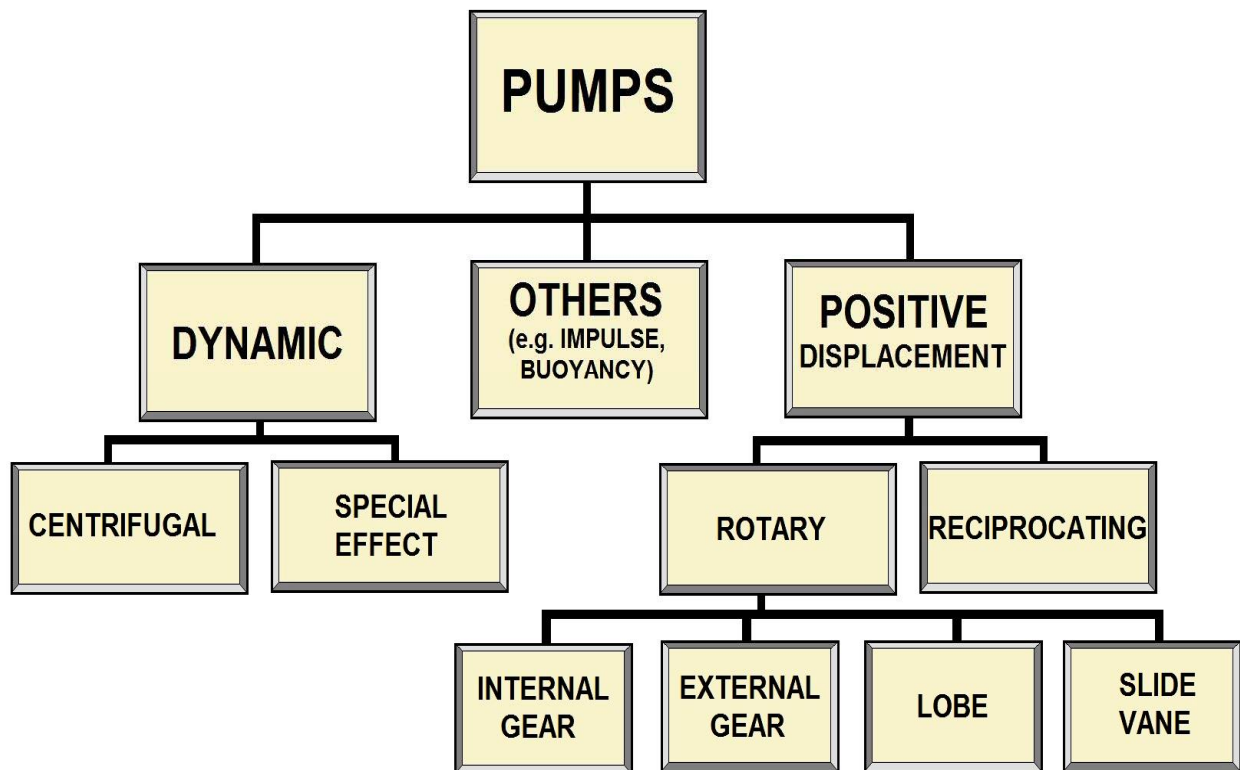 PUMPS
DYNAMIC
OTHERS
(e.g. IMPULSE,
BUOYANCY)
POSITIVE
DISPLACEMENT
CENTRIFUGAL
SPECIAL
EFFECT
ROTARY
RECIPROCATING
INTERNAL
GEAR
EXTERNAL
GEAR
LOBE
SLIDE
VANE